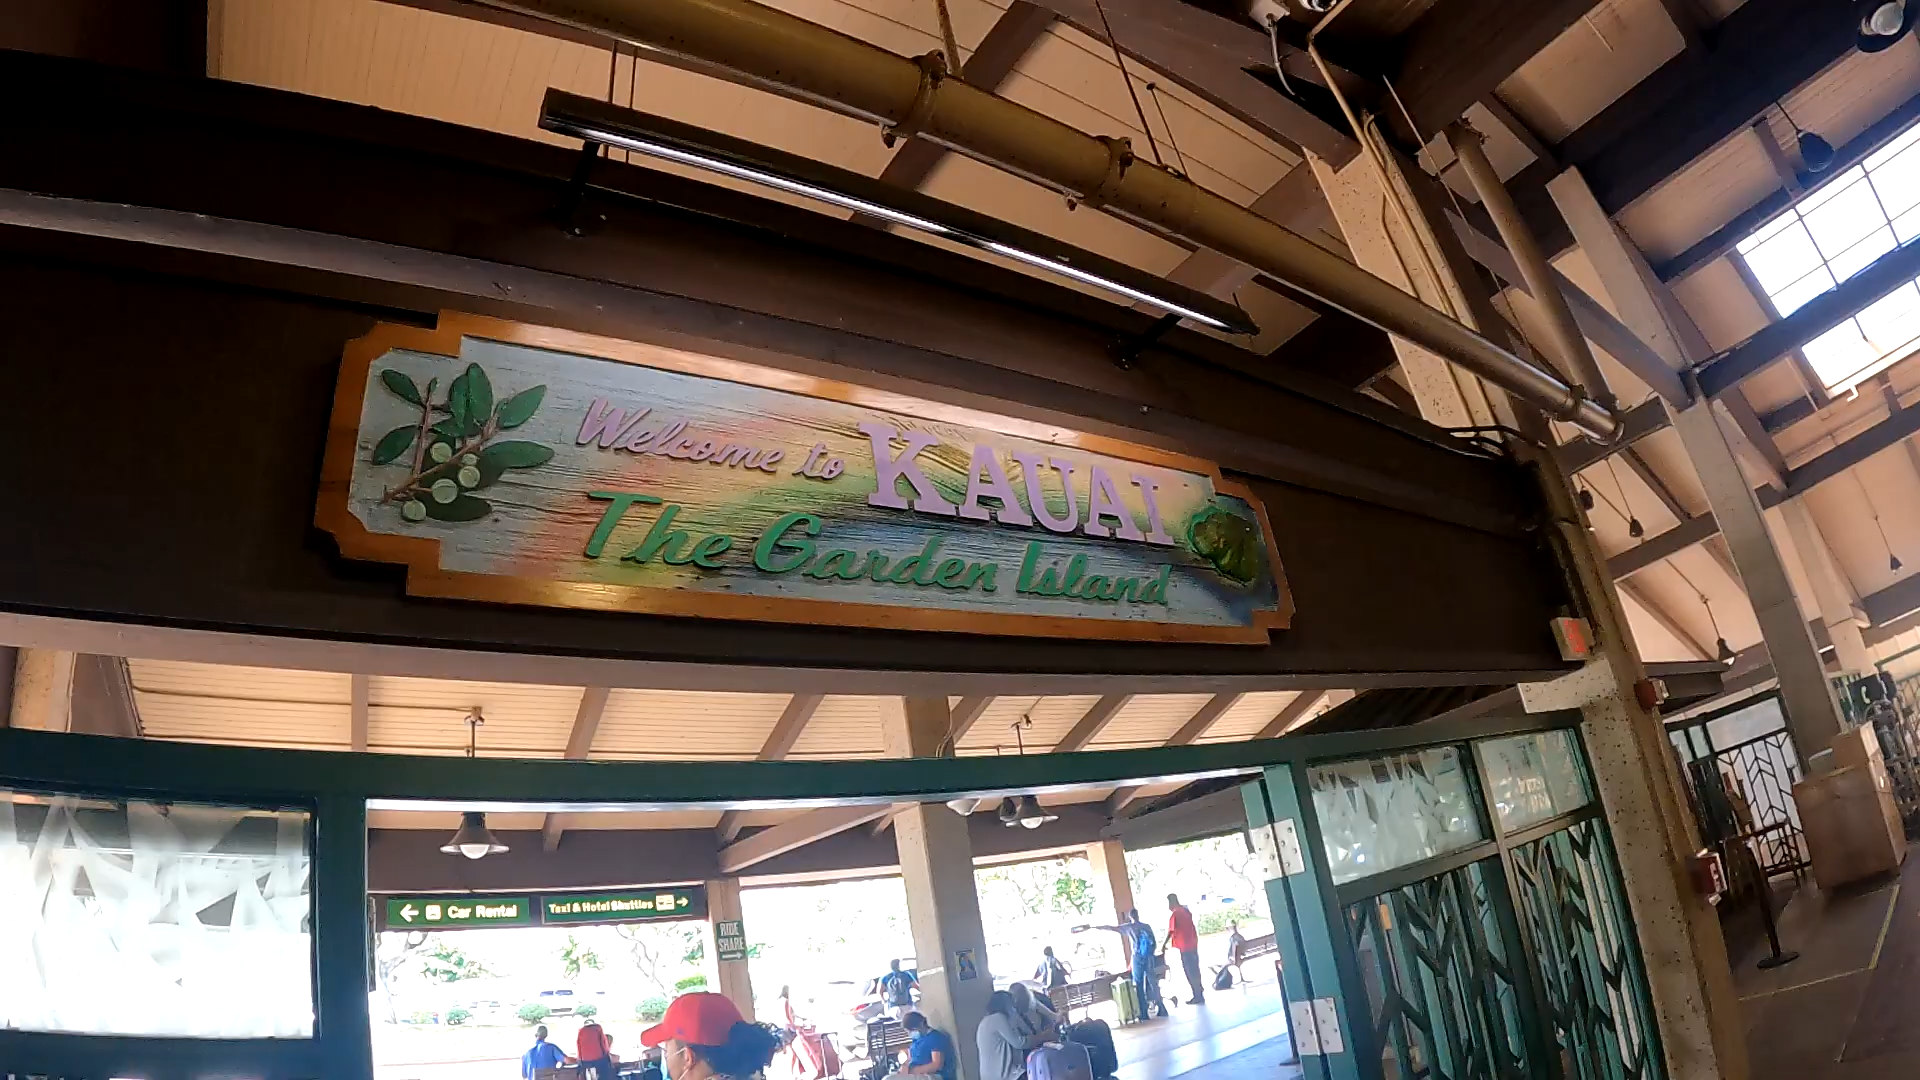 Welcome to KAUAI
The Garden Island
Car Rental
Taxi & Hotel Shuttles
RIDE
SHARE